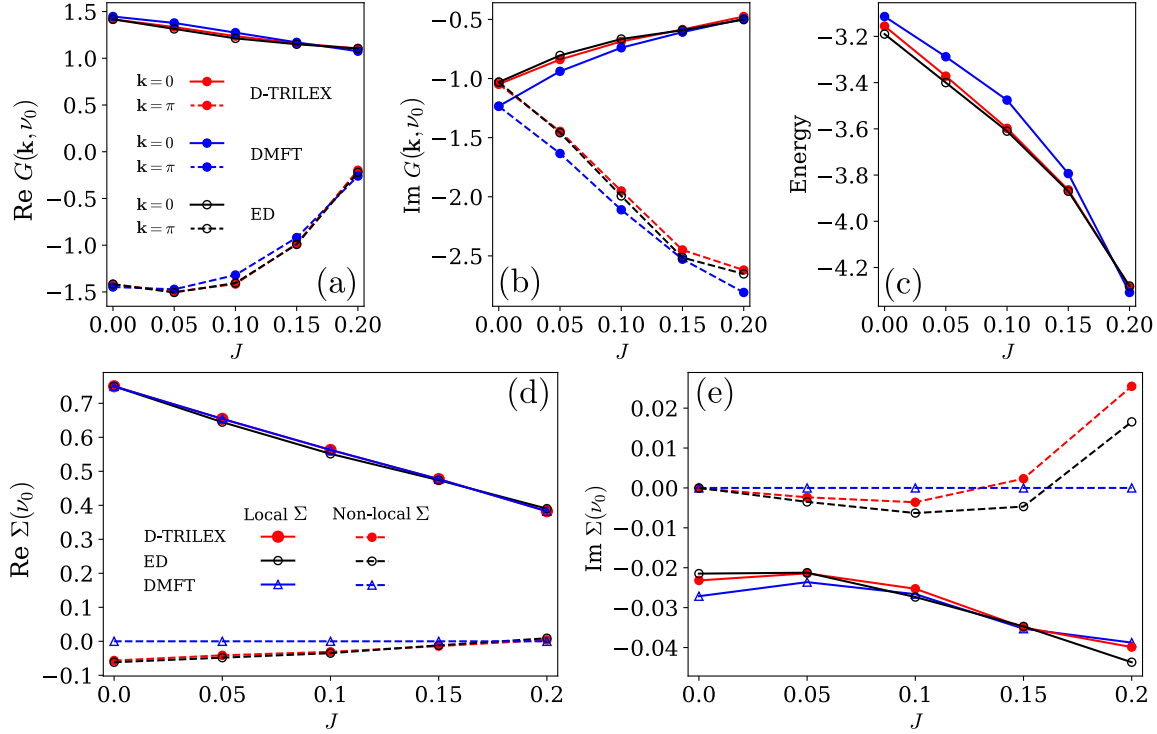 1.5
1.0
0.5
0.0
−0.5
−1.0
−1.5
Re G(k, ν₀)
k = 0
k = π
D-TRILEX
k = 0
k = π
DMFT
k = 0
k = π
ED
(a)
0.00 0.05 0.10 0.15 0.20
J
−0.5
−1.0
−1.5
−2.0
−2.5
Im G(k, ν₀)
(b)
0.00 0.05 0.10 0.15 0.20
J
−3.2
−3.4
−3.6
−3.8
−4.0
−4.2
Energy
(c)
0.00 0.05 0.10 0.15 0.20
J
0.7
0.6
0.5
0.4
0.3
0.2
0.1
0.0
−0.1
Re Σ(ν₀)
(d)
Local Σ Non-local Σ
D-TRILEX
ED
DMFT
0.0 0.05 0.1 0.15 0.2
J
0.02
0.01
0.00
−0.01
−0.02
−0.03
−0.04
Im Σ(ν₀)
(e)
0.0 0.05 0.1 0.15 0.2
J